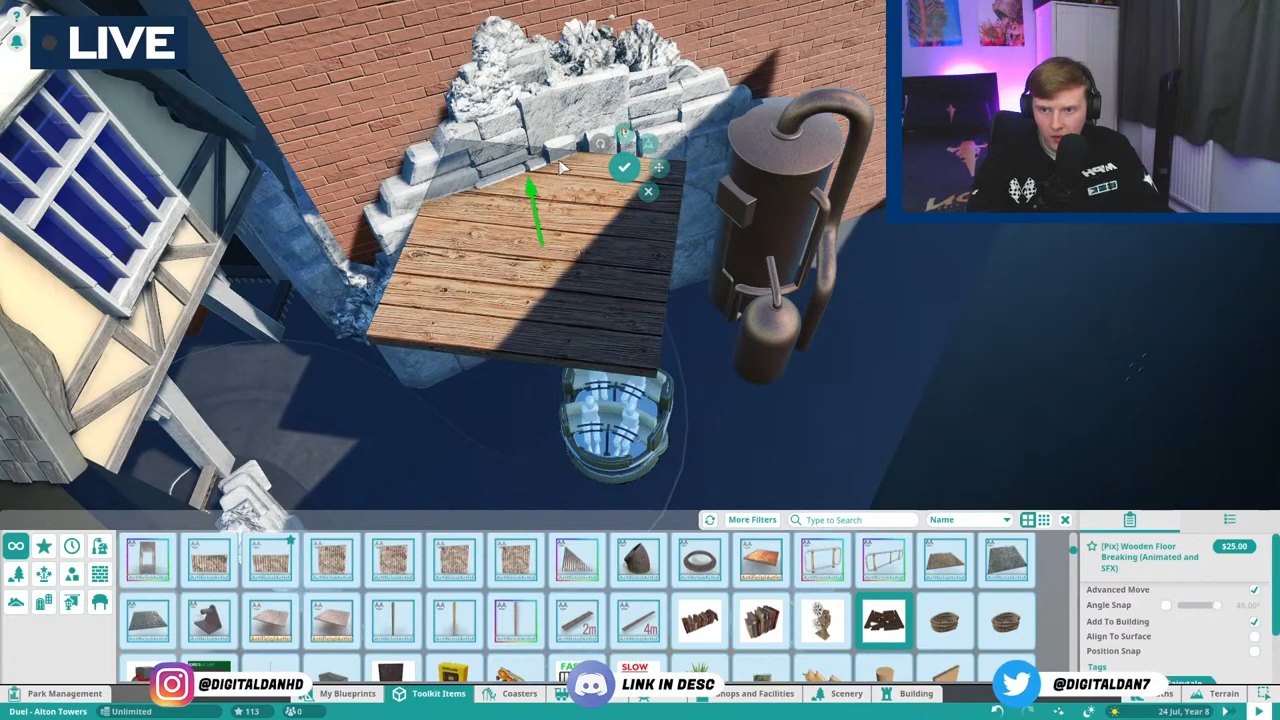 LIVE
More Filters
Type to Search
Name
[Pix] Wooden Floor
Breaking (Animated and
SFX)
$25.00
Advanced Move
Angle Snap
45.00°
Add To Building
Align To Surface
Position Snap
Tags
2m
4m
SLOW
@DIGITALDANHD
LINK IN DESC
@DIGITALDAN7
Park Management
My Blueprints
Toolkit Items
Coasters
Shops and Facilities
Scenery
Building
Terrain
Duel - Alton Towers
Unlimited
113
0
24 Jul, Year 8